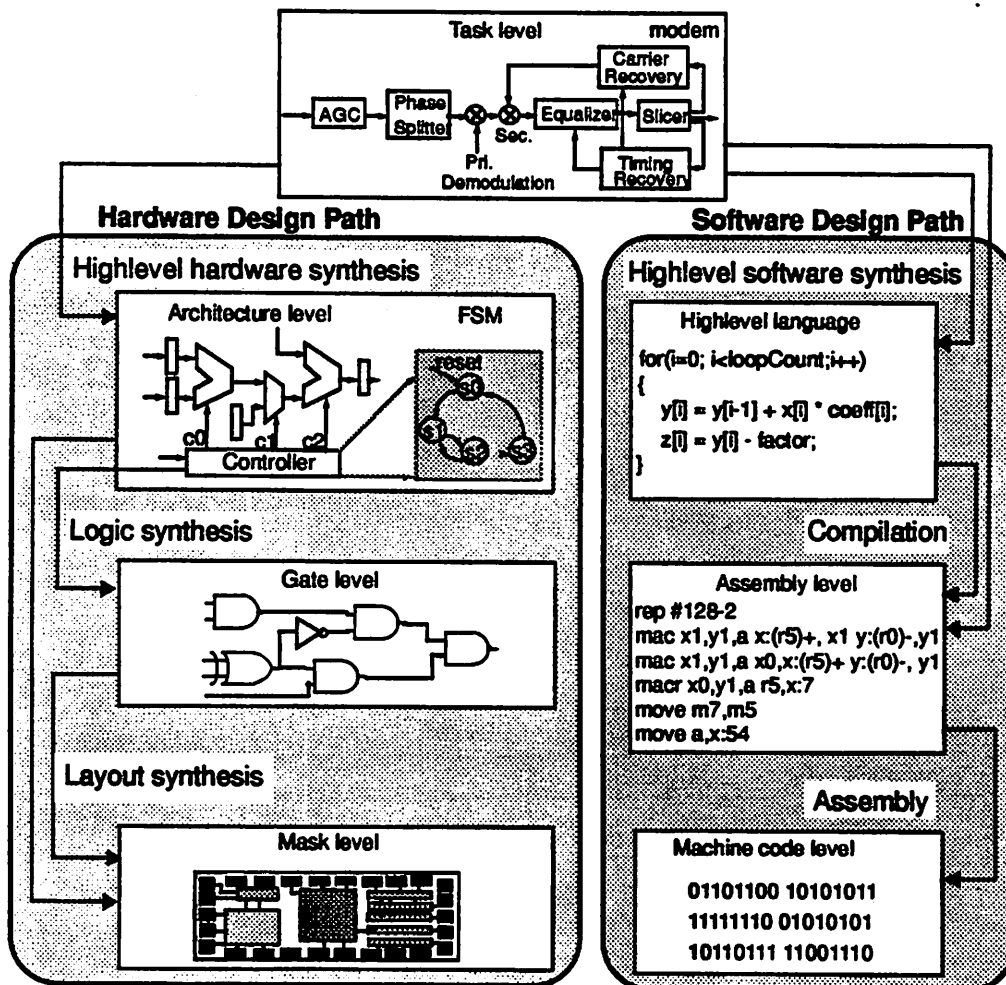 Task level
modem
Carrier
Recovery
AGC
Phase
Splitter
Equalizer
Slicer
Sec.
Pri.
Demodulation
Timing
Recovery
Hardware Design Path
Highlevel hardware synthesis
Architecture level
FSM
reset
s0
s1
s2
s3
c0
c1
c2
Controller
Logic synthesis
Gate level
Layout synthesis
Mask level
Software Design Path
Highlevel software synthesis
Highlevel language
for(i=0; i<loopCount;i++)
{
y[i] = y[i-1] + x[i] * coeff[i];
z[i] = y[i] - factor;
}
Compilation
Assembly level
rep #128-2
mac x1,y1,a x:(r5)+, x1 y:(r0)-,y1
mac x1,y1,a x0,x:(r5)+ y:(r0)-, y1
macr x0,y1,a r5,x:7
move m7,m5
move a,x:54
Assembly
Machine code level
01101100 10101011
11111110 01010101
10110111 11001110